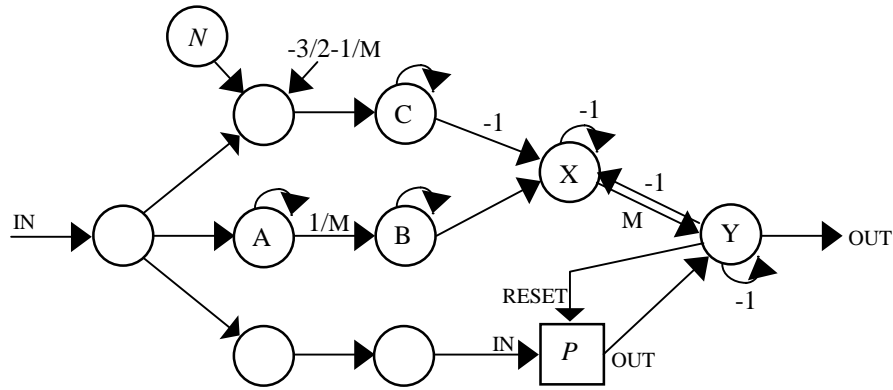 N
-3/2-1/M
C
-1
-1
X
-1
M
IN
A
1/M
B
Y
OUT
RESET
-1
IN
P
OUT